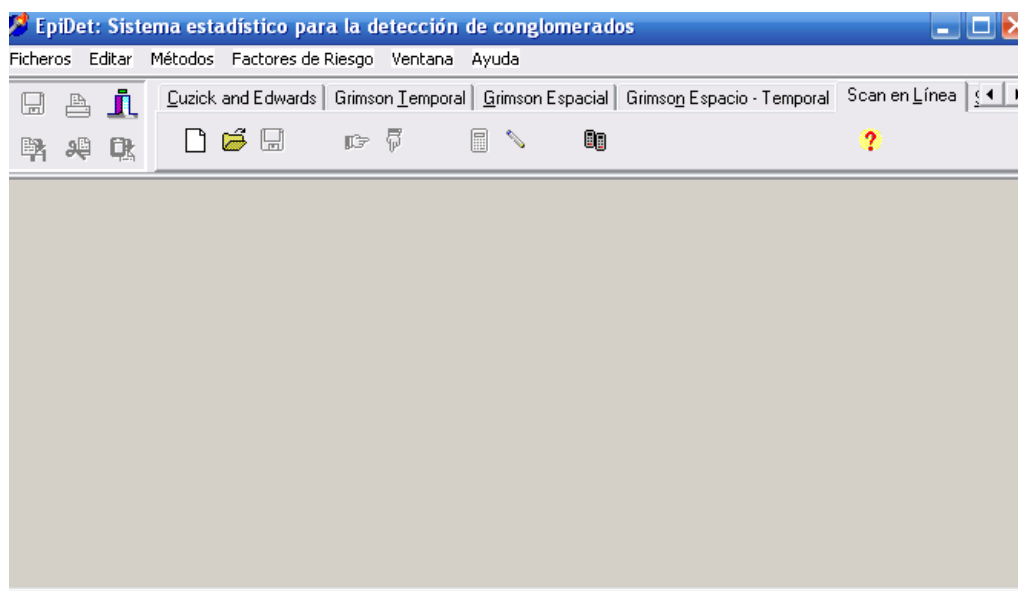 EpiDet: Sistema estadístico para la detección de conglomerados
Ficheros Editar Métodos Factores de Riesgo Ventana Ayuda
Cuzick and Edwards Grimson Temporal Grimson Espacial Grimson Espacio - Temporal Scan en Línea
?